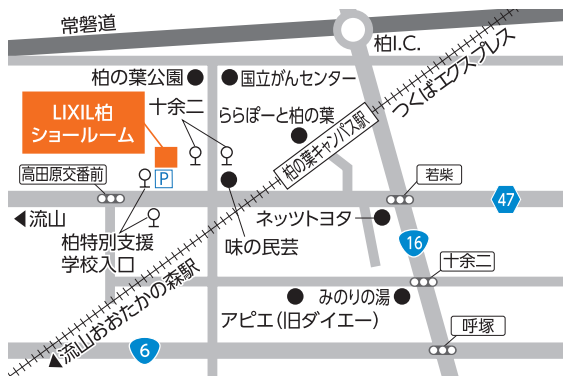 常磐道
柏I.C.
つくばエクスプレス
柏の葉公園
国立がんセンター
LIXIL柏
ショールーム
十余二
ららぽーと柏の葉
柏の葉キャンパス駅
高田原交番前
P
若柴
47
流山
柏特別支援
学校入口
味の民芸
ネッツトヨタ
16
流山おおたかの森駅
十余二
みのりの湯
アピエ(旧ダイエー)
呼塚
6